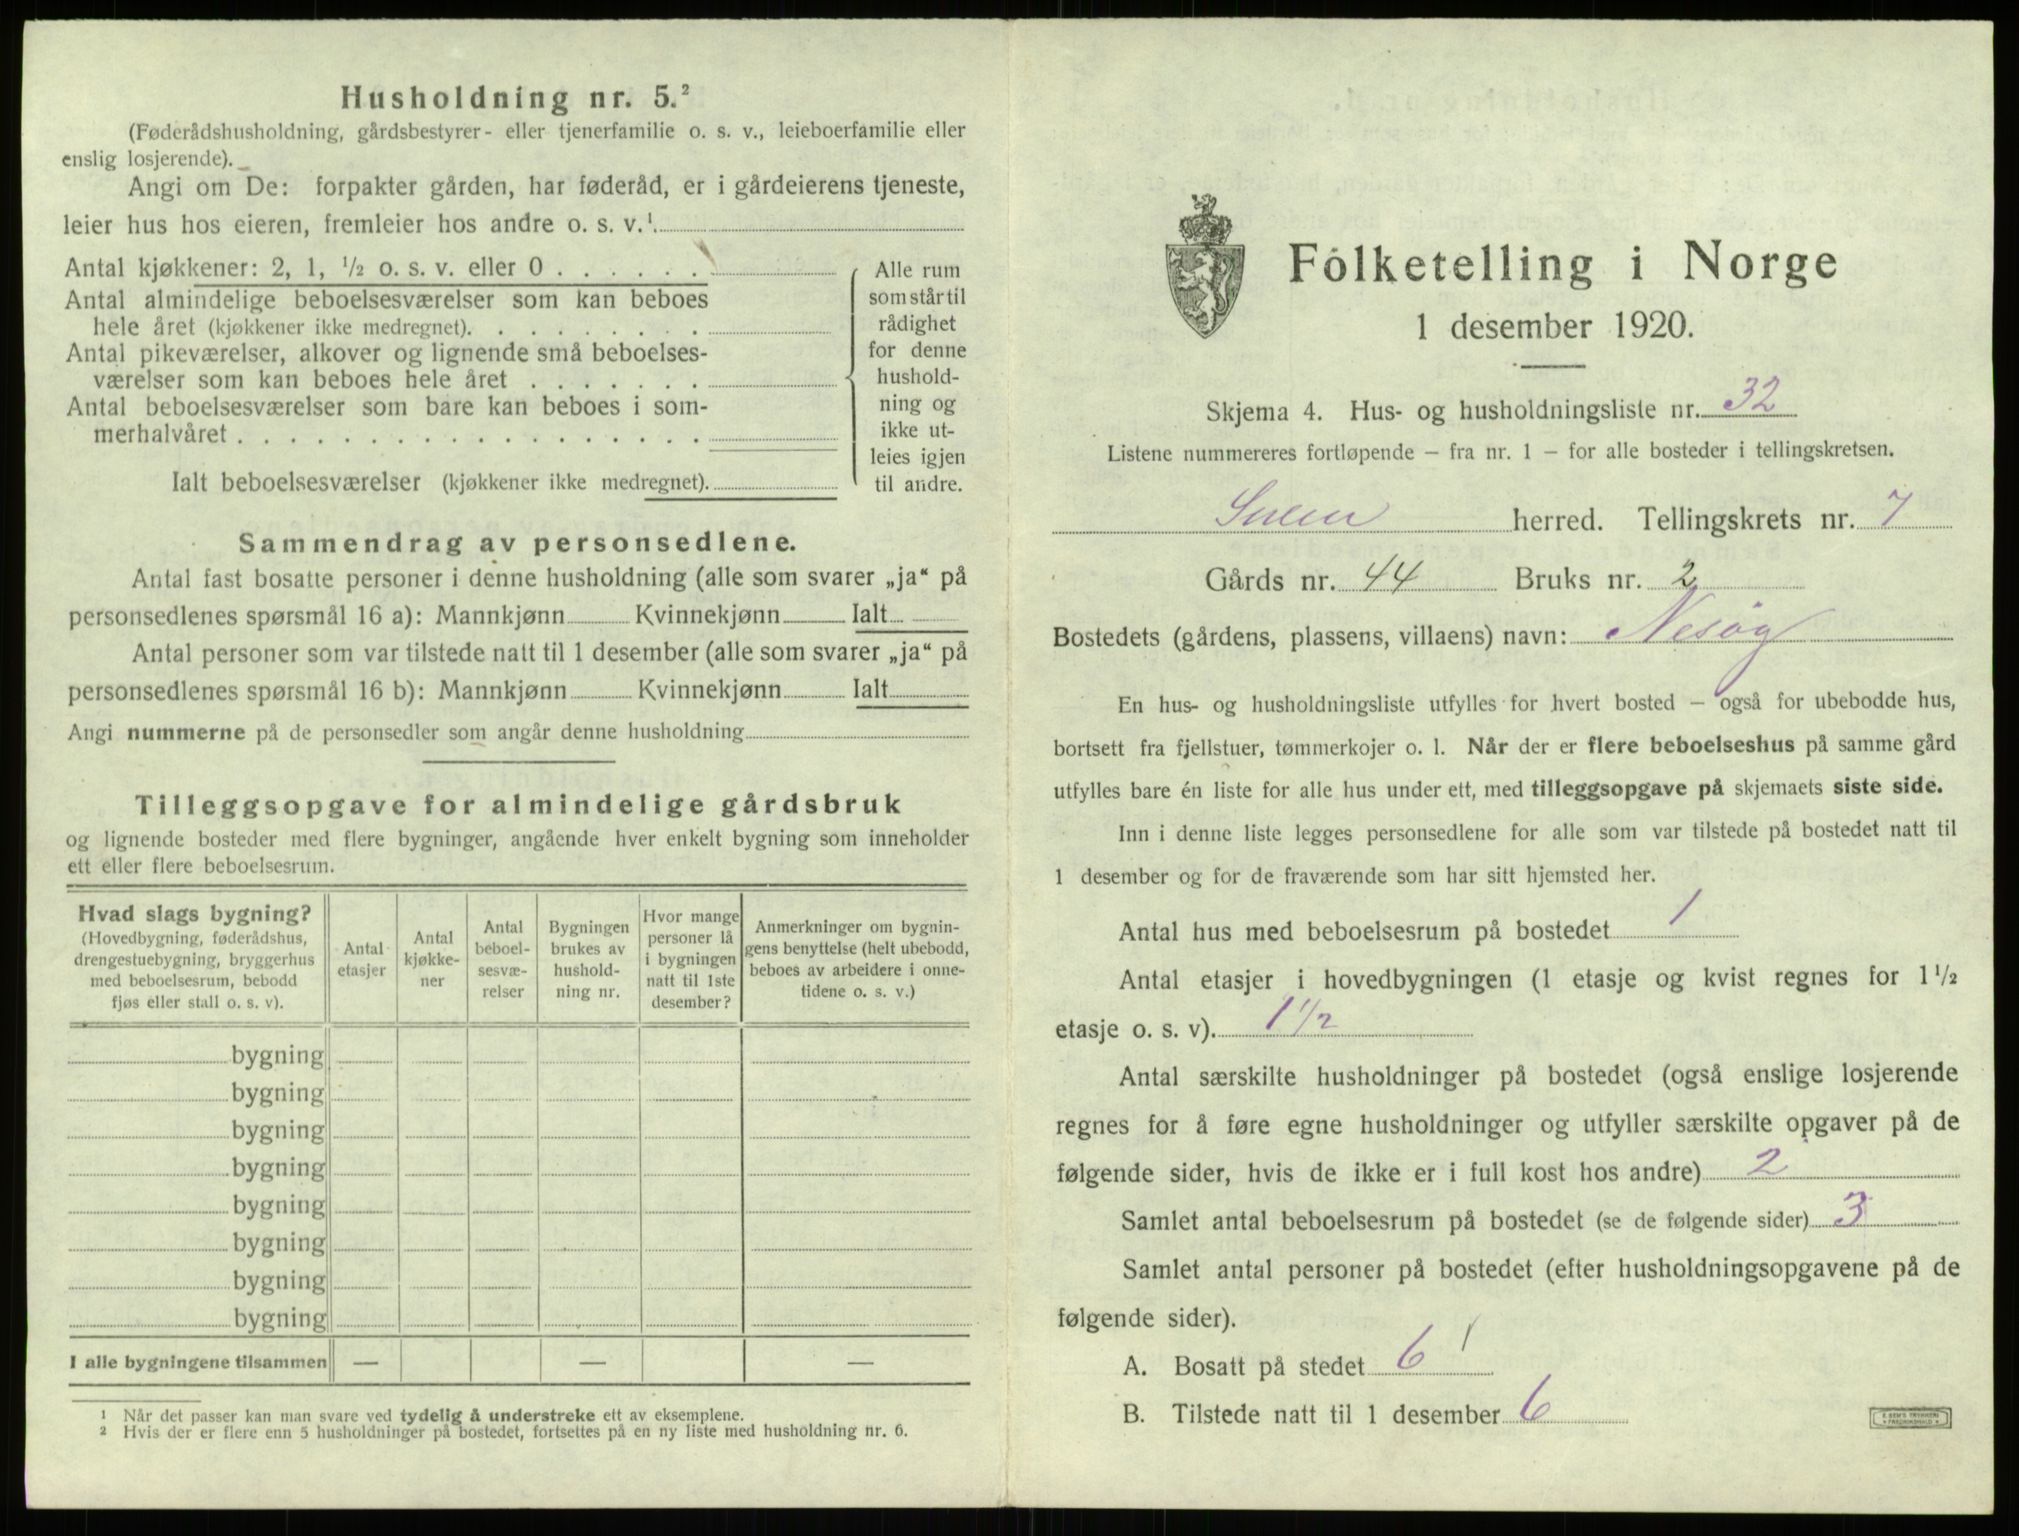 Husholdning nr. 5.²
(Føderådshusholdning, gårdsbestyrer- eller tjenerfamilie o. s. v., leieboerfamilie eller
enslig losjerende).
Angi om De: forpakter gården, har føderåd, er i gårdeierens tjeneste,
leier hus hos eieren, fremleier hos andre o. s. v.¹
Antal kjøkkener: 2, 1, ½ o. s. v. eller 0 . . . . . .
Antal almindelige beboelsesværelser som kan beboes
hele året (kjøkkener ikke medregnet). . . . . . . . .
Antal pikeværelser, alkover og lignende små beboelses-
værelser som kan beboes hele året . . . . . . .
Antal beboelsesværelser som bare kan beboes i som-
merhalvåret . . . . . . . . . . . . . . . . . .
Ialt beboelsesværelser (kjøkkener ikke medregnet).
Alle rum
som står til
rådighet
for denne
hushold-
ning og
ikke ut-
leies igjen
til andre.
Sammendrag av personsedlene.
Antal fast bosatte personer i denne husholdning (alle som svarer „ja“ på
personsedlenes spørsmål 16 a): Mannkjønn Kvinnekjønn Ialt
Antal personer som var tilstede natt til 1 desember (alle som svarer „ja“ på
personsedlenes spørsmål 16 b): Mannkjønn Kvinnekjønn Ialt
Angi nummerne på de personsedler som angår denne husholdning
Tilleggsopgave for almindelige gårdsbruk
og lignende bosteder med flere bygninger, angående hver enkelt bygning som inneholder
ett eller flere beboelsesrum.
Hvad slags bygning?
(Hovedbygning, føderådshus,
drengestuebygning, bryggerhus
med beboelsesrum, bebodd
fjøs eller stall o. s. v).
Antal
etasjer
Antal
kjøkke-
ner
Antal
beboel-
sesvæ-
relser
Bygningen
brukes av
hushold-
ning nr.
Hvor mange
personer lå
i bygningen
natt til 1ste
desember?
Anmerkninger om bygnin-
gens benyttelse (helt ubebodd,
beboes av arbeidere i onne-
tidene o. s. v.)
bygning
bygning
bygning
bygning
bygning
bygning
bygning
bygning
I alle bygningene tilsammen — — —
¹ Når det passer kan man svare ved tydelig å understreke ett av eksemplene.
² Hvis der er flere enn 5 husholdninger på bostedet, fortsettes på en ny liste med husholdning nr. 6.
Folketelling i Norge
1 desember 1920.
Skjema 4. Hus- og husholdningsliste nr. 32
Listene nummereres fortløpende – fra nr. 1 – for alle bosteder i tellingskretsen.
Suleu herred. Tellingskrets nr. 7
Gårds nr. 44 Bruks nr. 2
Bostedets (gårdens, plassens, villaens) navn: Nesøy
En hus- og husholdningsliste utfylles for hvert bosted – også for ubebodde hus,
bortsett fra fjellstuer, tømmerkojer o. l. Når der er flere beboelseshus på samme gård
utfylles bare én liste for alle hus under ett, med tilleggsopgave på skjemaets siste side.
Inn i denne liste legges personsedlene for alle som var tilstede på bostedet natt til
1 desember og for de fraværende som har sitt hjemsted her.
Antal hus med beboelsesrum på bostedet 1
Antal etasjer i hovedbygningen (1 etasje og kvist regnes for 1½
etasje o. s. v). 1½
Antal særskilte husholdninger på bostedet (også enslige losjerende
regnes for å føre egne husholdninger og utfyller særskilte opgaver på de
følgende sider, hvis de ikke er i full kost hos andre) 2
Samlet antal beboelsesrum på bostedet (se de følgende sider) 3
Samlet antal personer på bostedet (efter husholdningsopgavene på de
følgende sider).
A. Bosatt på stedet 6
B. Tilstede natt til 1 desember 6